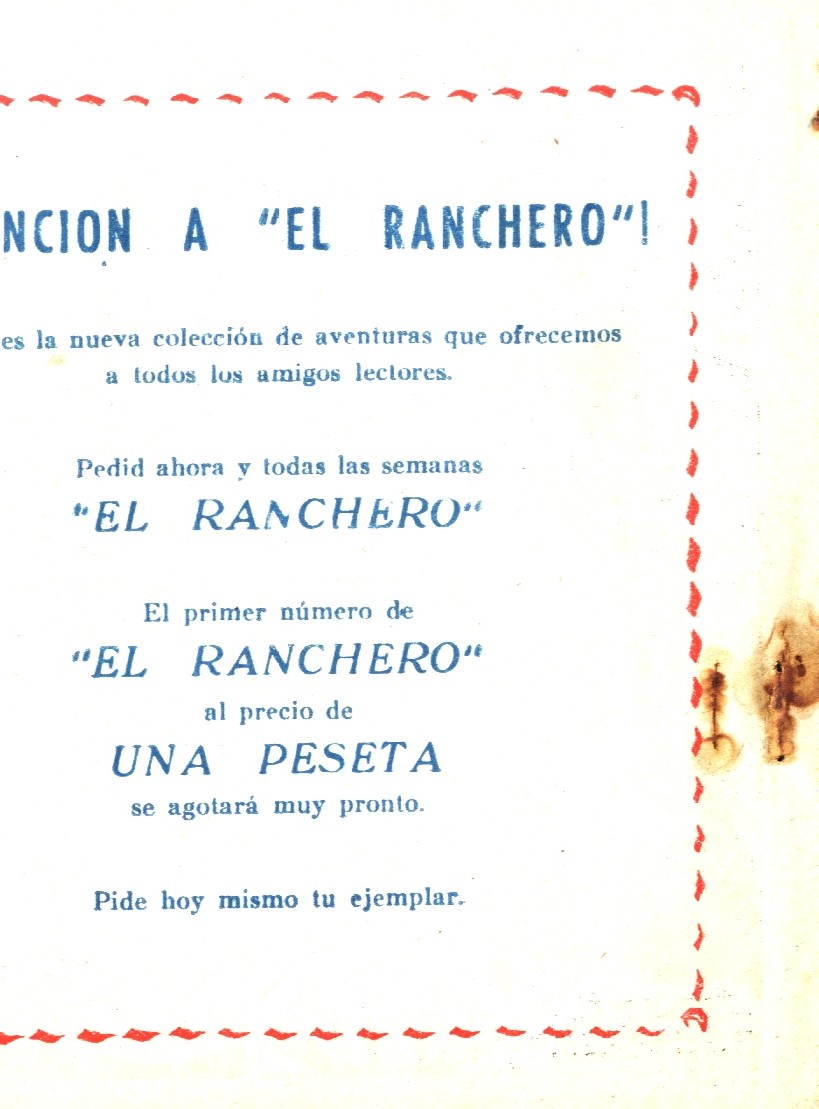 NCION A "EL RANCHERO"!
es la nueva colección de aventuras que ofrecemos
a todos los amigos lectores.
Pedid ahora y todas las semanas
"EL RANCHERO"
El primer número de
"EL RANCHERO"
al precio de
UNA PESETA
se agotará muy pronto.
Pide hoy mismo tu ejemplar.